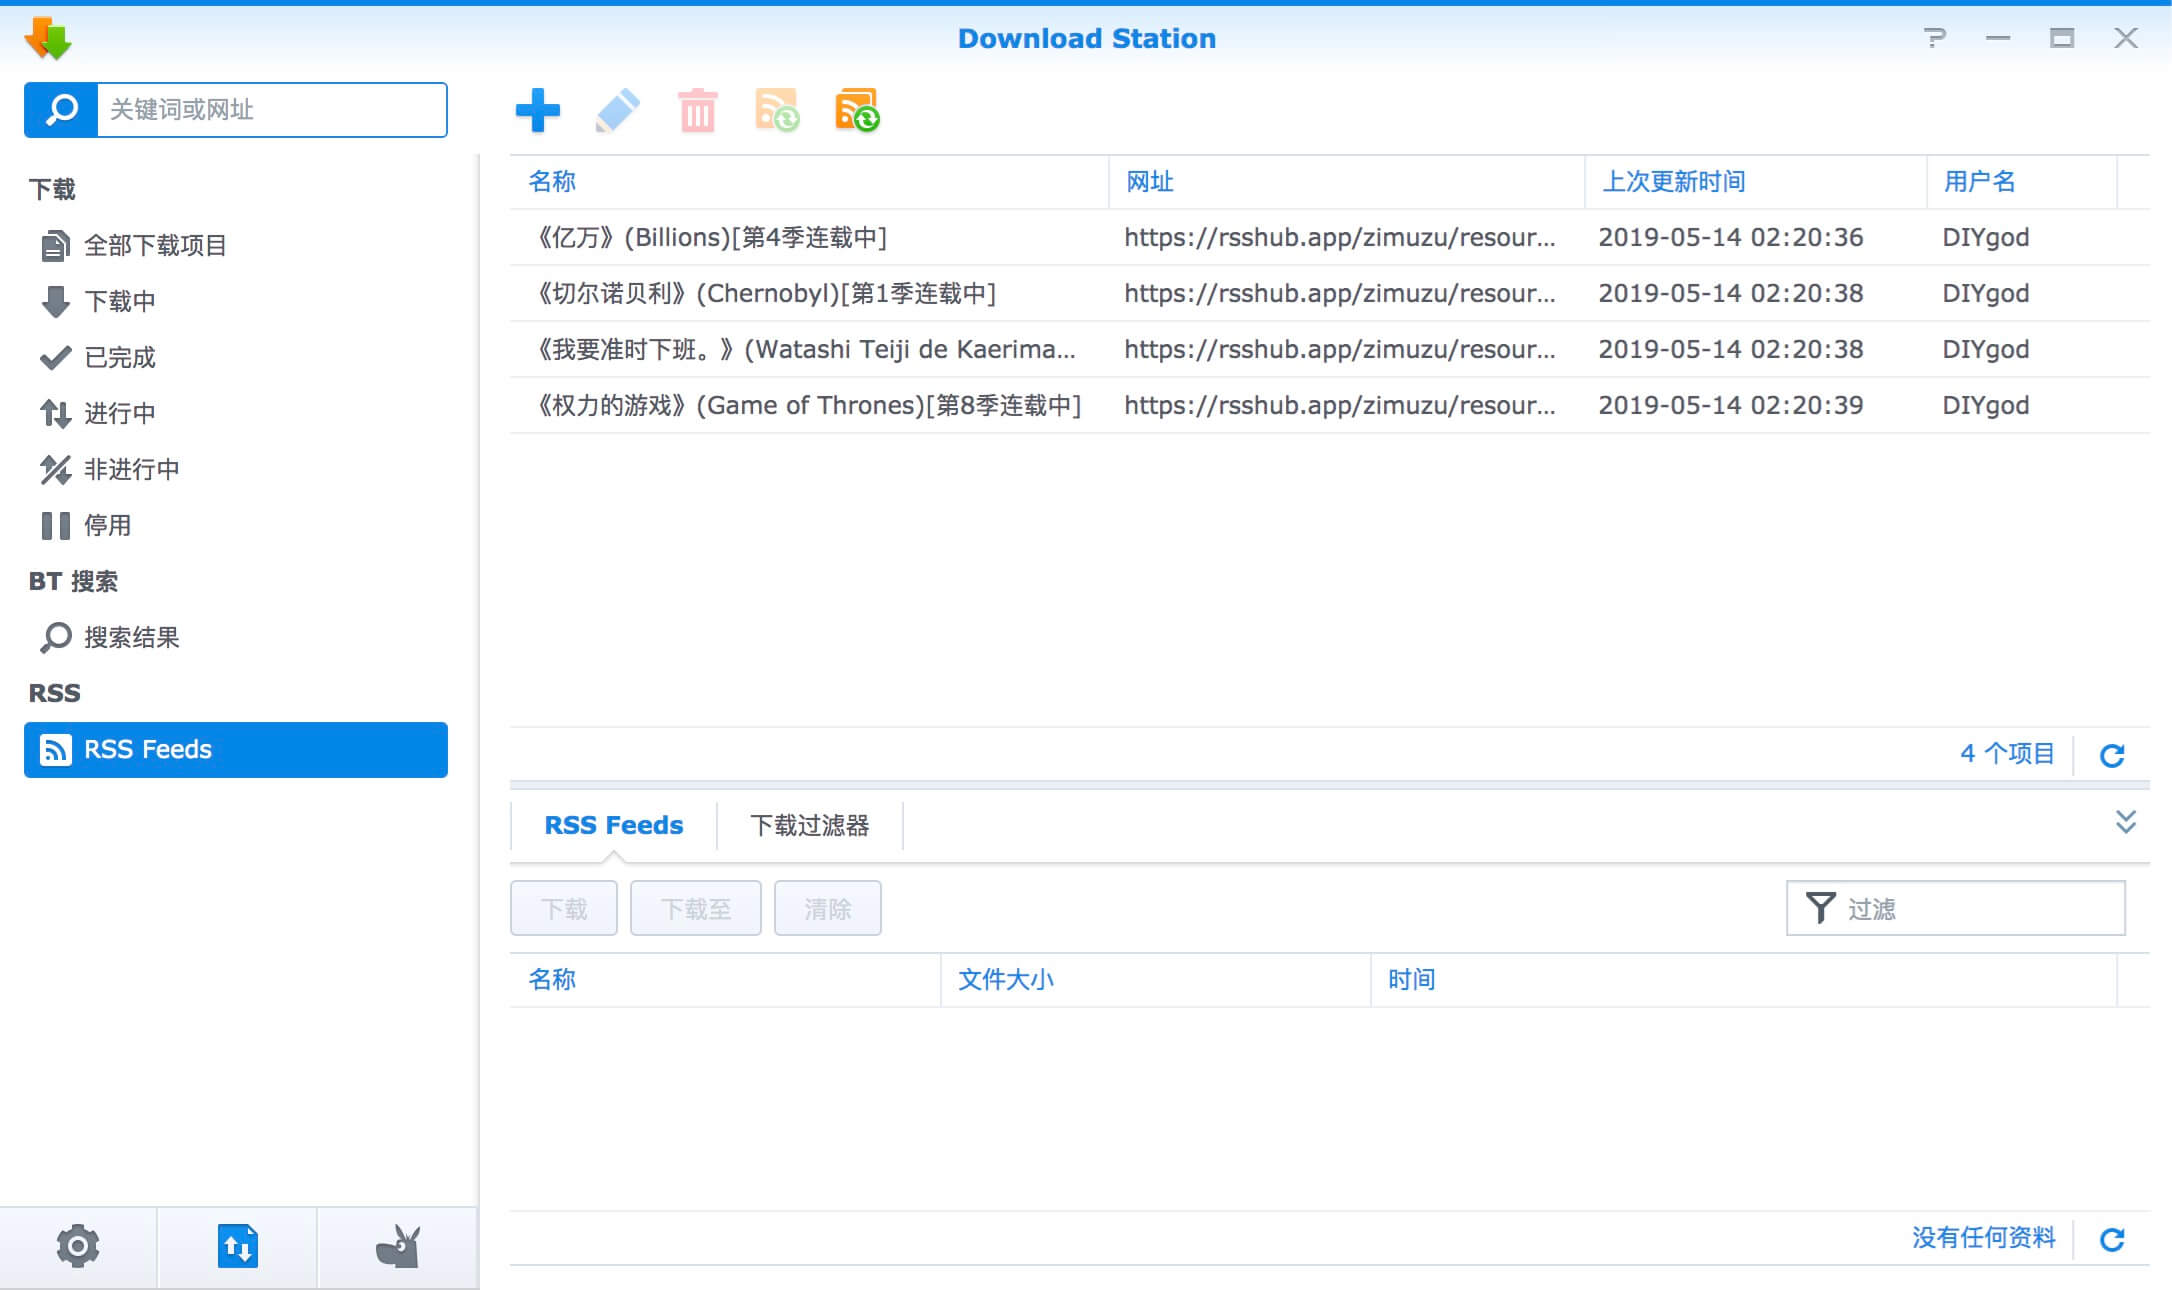 Download Station
关键词或网址
下载
全部下载项目
下载中
已完成
进行中
非进行中
停用
BT 搜索
搜索结果
RSS
RSS Feeds
名称 网址 上次更新时间 用户名
《亿万》(Billions)[第4季连载中] https://rsshub.app/zimuzu/resour... 2019-05-14 02:20:36 DIYgod
《切尔诺贝利》(Chernobyl)[第1季连载中] https://rsshub.app/zimuzu/resour... 2019-05-14 02:20:38 DIYgod
《我要准时下班。》(Watashi Teiji de Kaerima... https://rsshub.app/zimuzu/resour... 2019-05-14 02:20:38 DIYgod
《权力的游戏》(Game of Thrones)[第8季连载中] https://rsshub.app/zimuzu/resour... 2019-05-14 02:20:39 DIYgod
4 个项目
RSS Feeds 下载过滤器
下载 下载至 清除 过滤
名称 文件大小 时间
没有任何资料